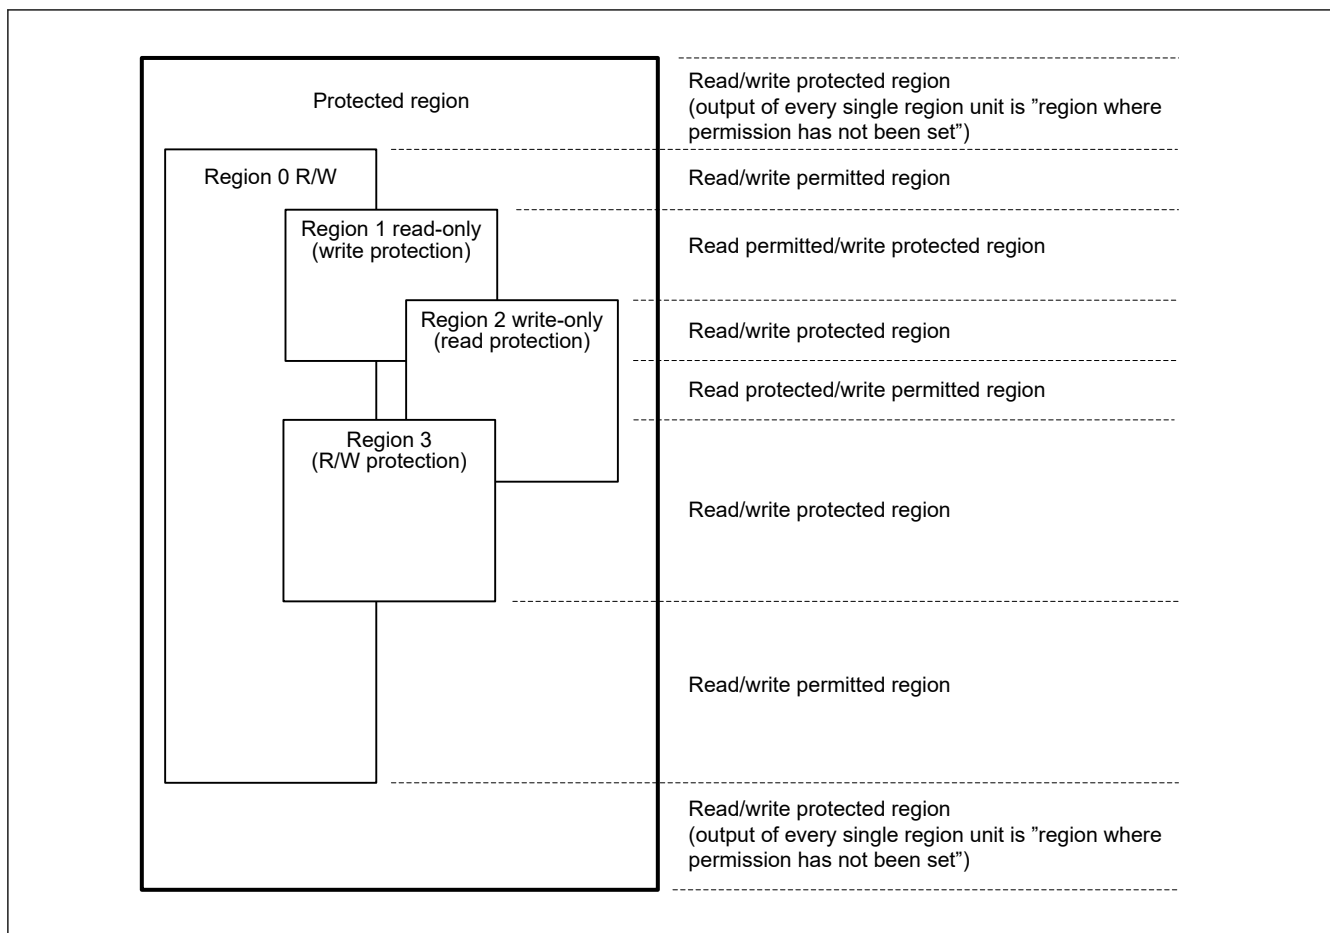 Protected region
Read/write protected region
(output of every single region unit is ”region where
permission has not been set”)
Region 0 R/W
Read/write permitted region
Region 1 read-only
(write protection)
Read permitted/write protected region
Region 2 write-only
(read protection)
Read/write protected region
Read protected/write permitted region
Region 3
(R/W protection)
Read/write protected region
Read/write permitted region
Read/write protected region
(output of every single region unit is ”region where
permission has not been set”)